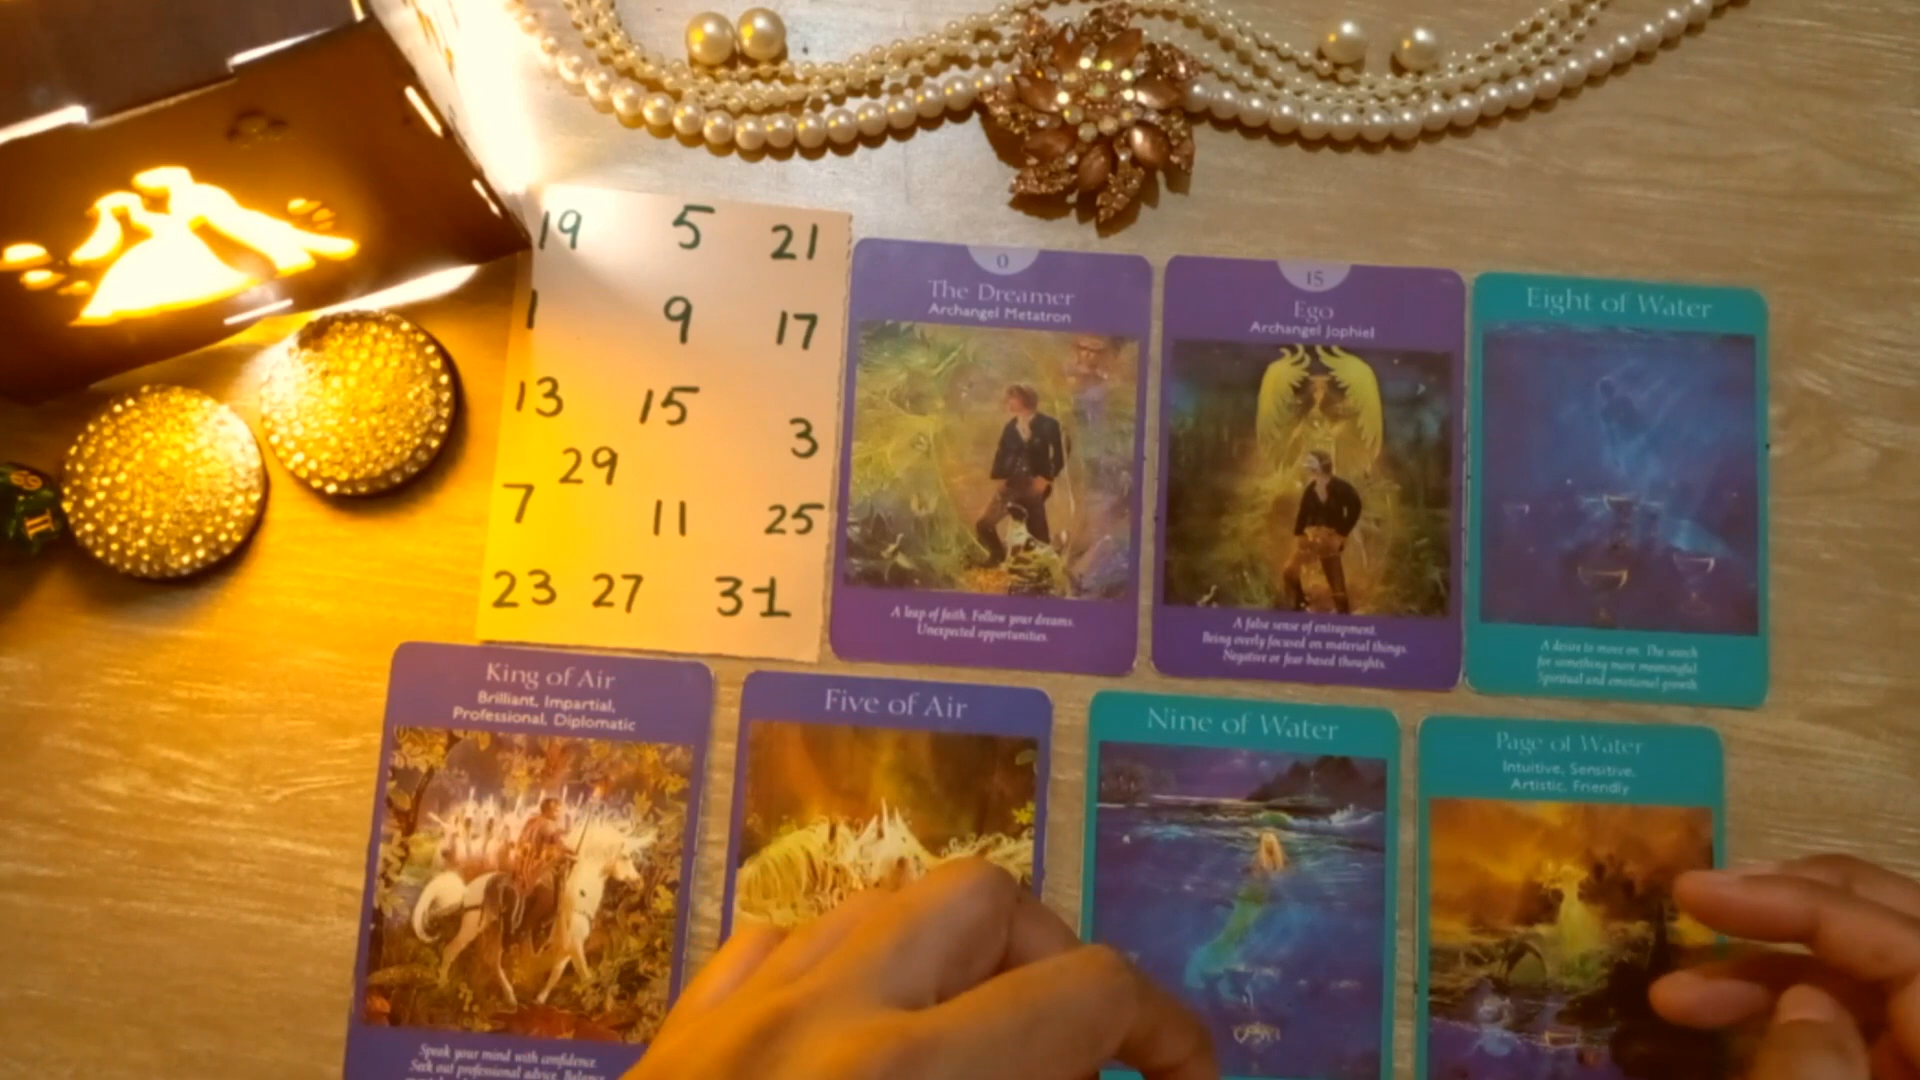 19 5 21
1 9 17
13 15 3
29
7 11 25
23 27 31
0
The Dreamer
Archangel Metatron
A leap of faith. Follow your dreams.
Unexpected opportunities.
15
Ego
Archangel Jophiel
A false sense of entrapment.
Being overly focused on material things.
Negative or fear-based thoughts.
Eight of Water
A desire to move on. The search
for something more meaningful.
Spiritual and emotional growth.
King of Air
Brilliant, Impartial,
Professional, Diplomatic
Speak your mind with confidence.
Seek out professional advice. Balance
Five of Air
Nine of Water
Page of Water
Intuitive, Sensitive,
Artistic, Friendly
11